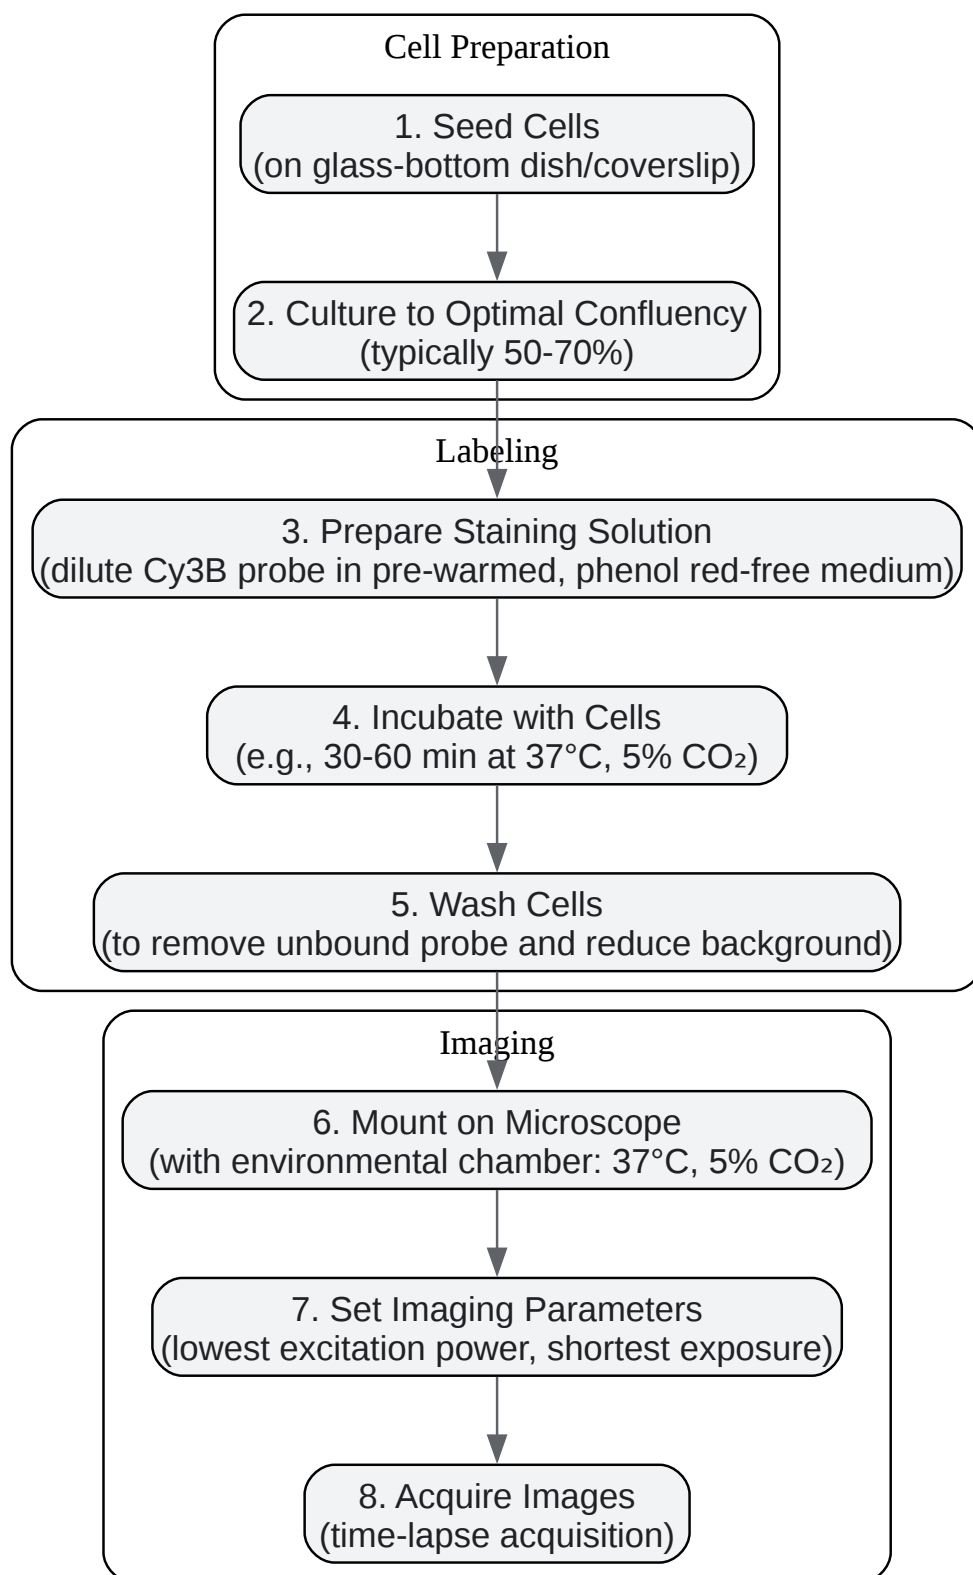 Cell Preparation
1. Seed Cells
(on glass-bottom dish/coverslip)
2. Culture to Optimal Confluency
(typically 50-70%)
Labeling
3. Prepare Staining Solution
(dilute Cy3B probe in pre-warmed, phenol red-free medium)
4. Incubate with Cells
(e.g., 30-60 min at 37°C, 5% CO₂)
5. Wash Cells
(to remove unbound probe and reduce background)
Imaging
6. Mount on Microscope
(with environmental chamber: 37°C, 5% CO₂)
7. Set Imaging Parameters
(lowest excitation power, shortest exposure)
8. Acquire Images
(time-lapse acquisition)